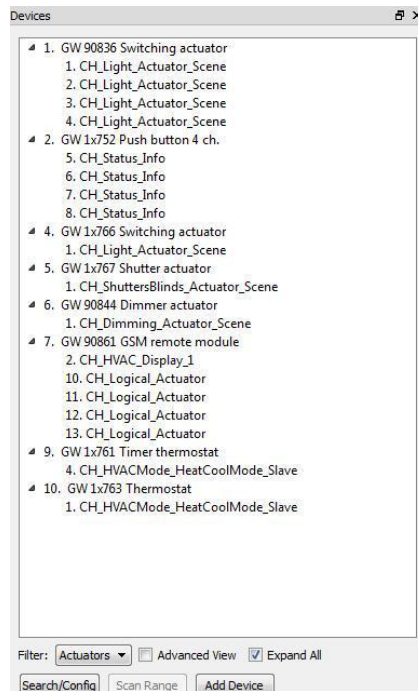 Devices
1. GW 90836 Switching actuator
1. CH_Light_Actuator_Scene
2. CH_Light_Actuator_Scene
3. CH_Light_Actuator_Scene
4. CH_Light_Actuator_Scene
2. GW 1x752 Push button 4 ch.
5. CH_Status_Info
6. CH_Status_Info
7. CH_Status_Info
8. CH_Status_Info
4. GW 1x766 Switching actuator
1. CH_Light_Actuator_Scene
5. GW 1x767 Shutter actuator
1. CH_ShuttersBlinds_Actuator_Scene
6. GW 90844 Dimmer actuator
1. CH_Dimming_Actuator_Scene
7. GW 90861 GSM remote module
2. CH_HVAC_Display_1
10. CH_Logical_Actuator
11. CH_Logical_Actuator
12. CH_Logical_Actuator
13. CH_Logical_Actuator
9. GW 1x761 Timer thermostat
4. CH_HVACMode_HeatCoolMode_Slave
10. GW 1x763 Thermostat
1. CH_HVACMode_HeatCoolMode_Slave
Filter: Actuators Advanced View Expand All
Search/Config Scan Range Add Device